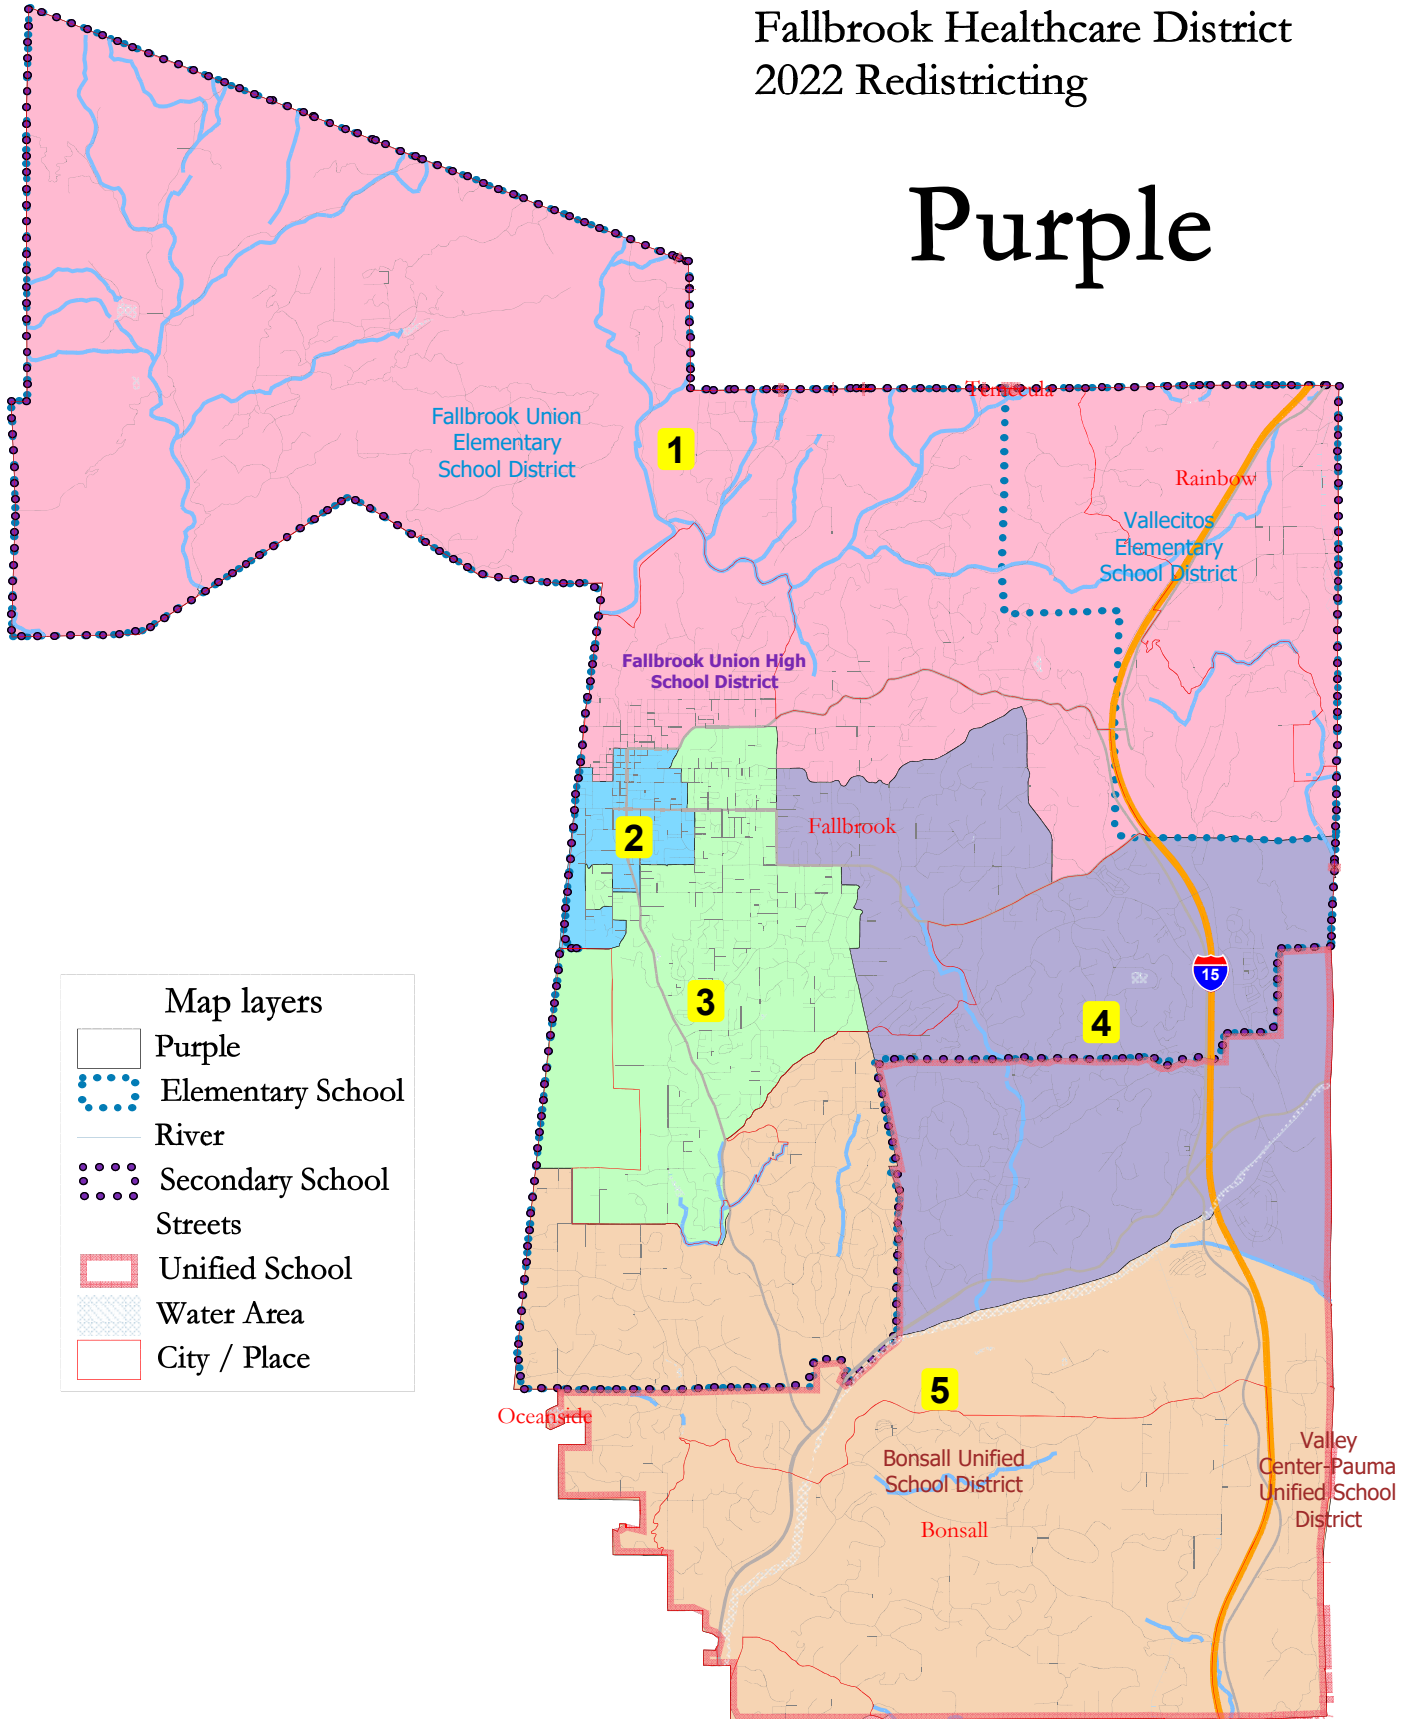 Fallbrook Healthcare District
2022 Redistricting
Purple
Temecula
Fallbrook Union
Elementary
School District
1
Rainbow
Vallecitos
Elementary
School District
Fallbrook Union High
School District
2
Fallbrook
15
3
4
Map layers
Purple
Elementary School
River
Secondary School
Streets
Unified School
Water Area
City / Place
5
Oceanside
Bonsall Unified
School District
Valley
Center-Pauma
Unified School
District
Bonsall